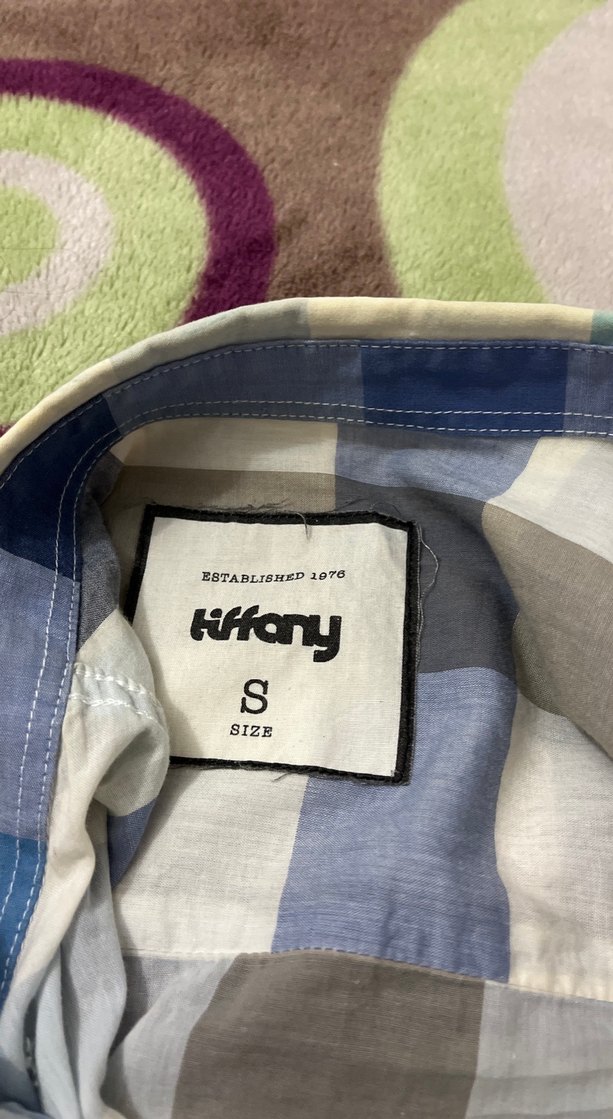 ESTABLISHED 1976
tiffany
S
SIZE